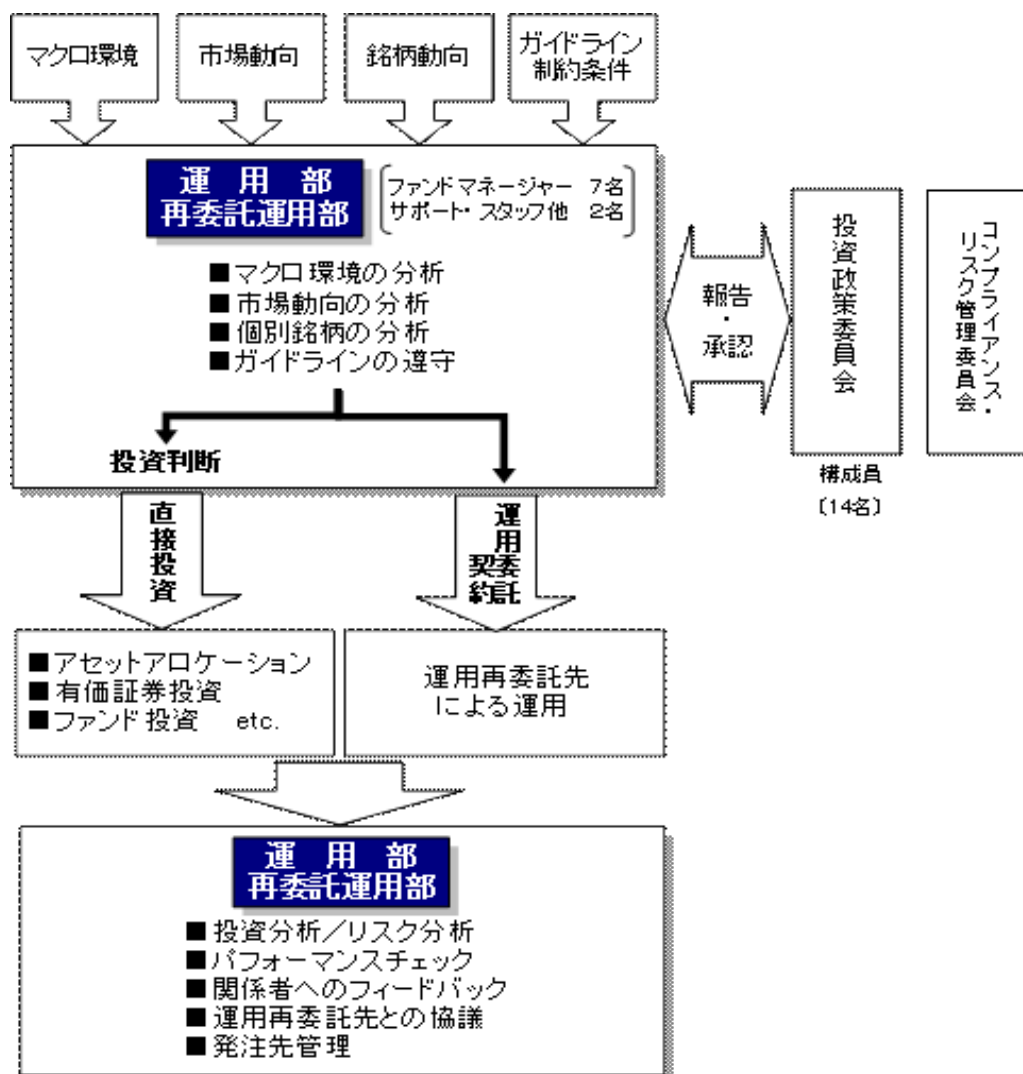 マクロ環境
市場動向
銘柄動向
ガイドライン
制約条件
運 用 部
再委託運用部
ファンドマネージャー 7名
サポート・スタッフ他 2名
■マクロ環境の分析
■市場動向の分析
■個別銘柄の分析
■ガイドラインの遵守
投資判断
報告
・
承認
投資政策委員会
構成員
〔14名〕
コンプライアンス・
リスク管理委員会
直接投資
運用委託
契約
■アセットアロケーション
■有価証券投資
■ファンド投資 etc.
運用再委託先
による運用
運 用 部
再委託運用部
■投資分析／リスク分析
■パフォーマンスチェック
■関係者へのフィードバック
■運用再委託先との協議
■発注先管理